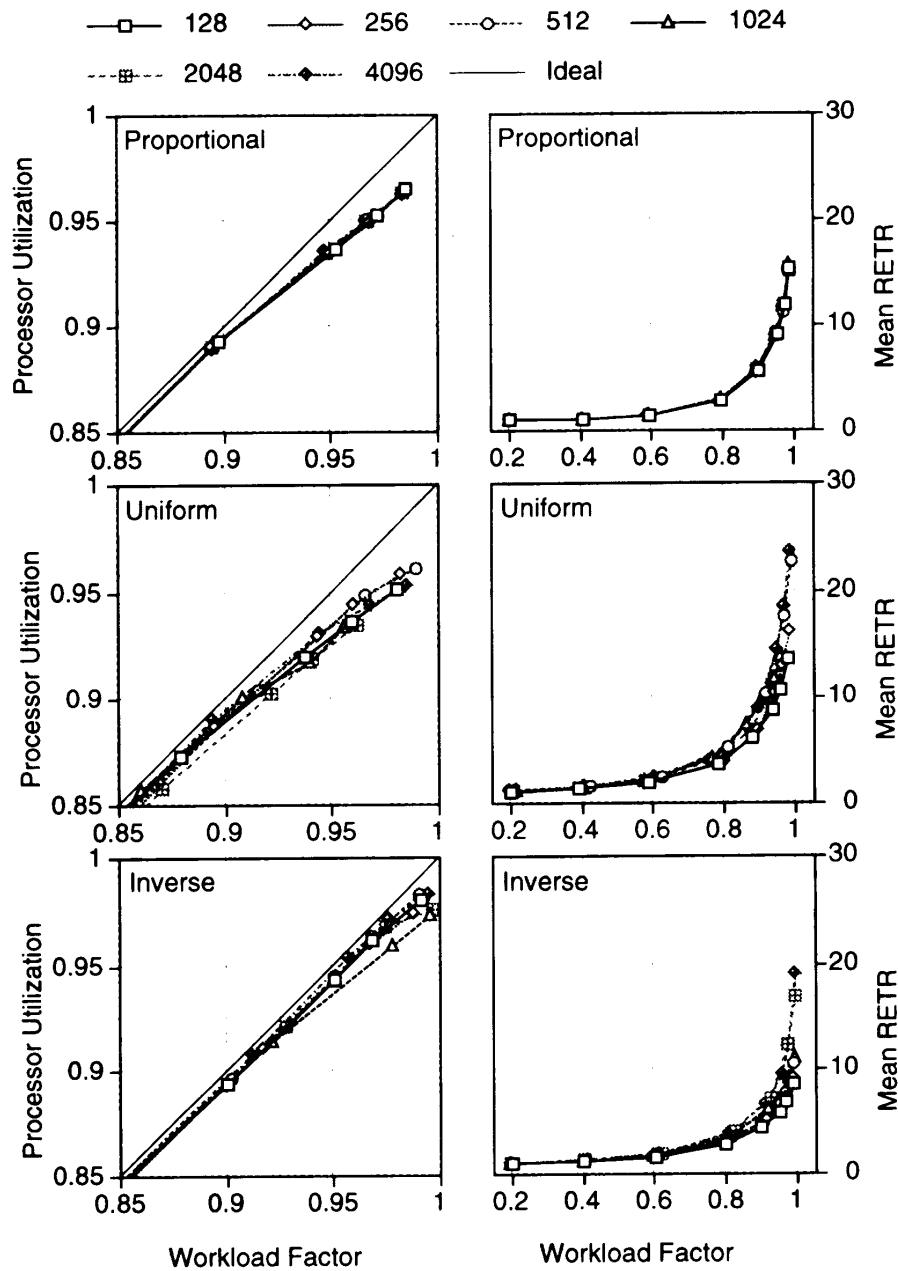 128 256 512 1024
2048 4096 Ideal
Proportional
Processor Utilization
1
0.95
0.9
0.85
0.85 0.9 0.95 1
Proportional
30
20
10
0
Mean RETR
0.2 0.4 0.6 0.8 1
Uniform
Processor Utilization
1
0.95
0.9
0.85
0.85 0.9 0.95 1
Uniform
30
20
10
0
Mean RETR
0.2 0.4 0.6 0.8 1
Inverse
Processor Utilization
1
0.95
0.9
0.85
0.85 0.9 0.95 1
Workload Factor
Inverse
30
20
10
0
Mean RETR
0.2 0.4 0.6 0.8 1
Workload Factor